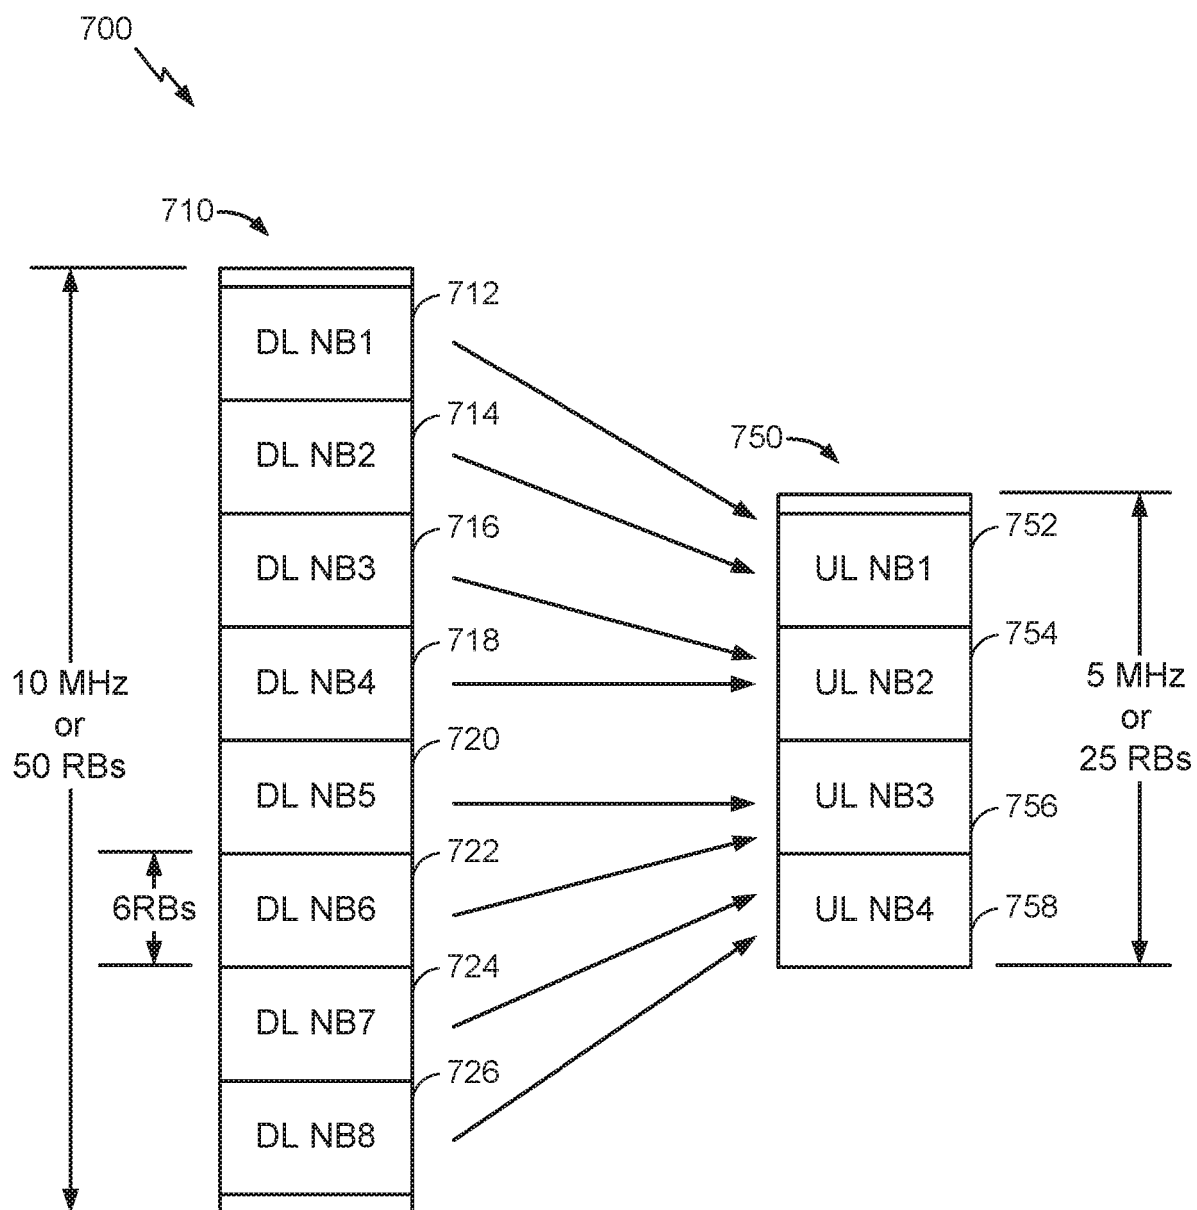 700
710
712
DL NB1
714
DL NB2
750
716
752
DL NB3
UL NB1
718
754
10 MHz
or
50 RBs
DL NB4
UL NB2
5 MHz
or
25 RBs
720
DL NB5
UL NB3
756
722
6RBs
DL NB6
UL NB4
758
724
DL NB7
726
DL NB8